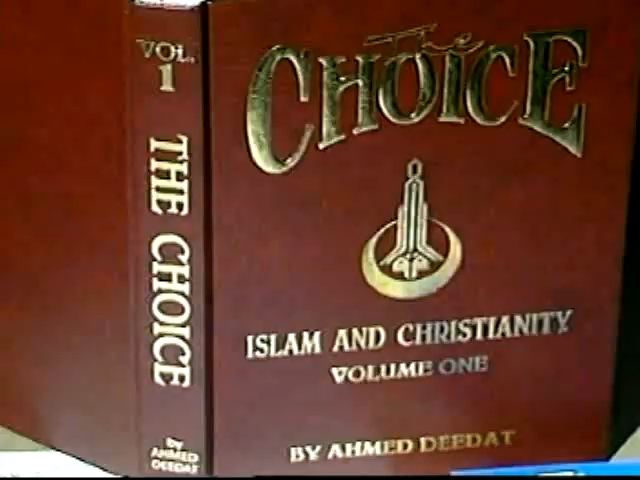 VOL.
1
THE CHOICE
by
AHMED
DEEDAT
The
CHOICE
ISLAM AND CHRISTIANITY
VOLUME ONE
BY AHMED DEEDAT